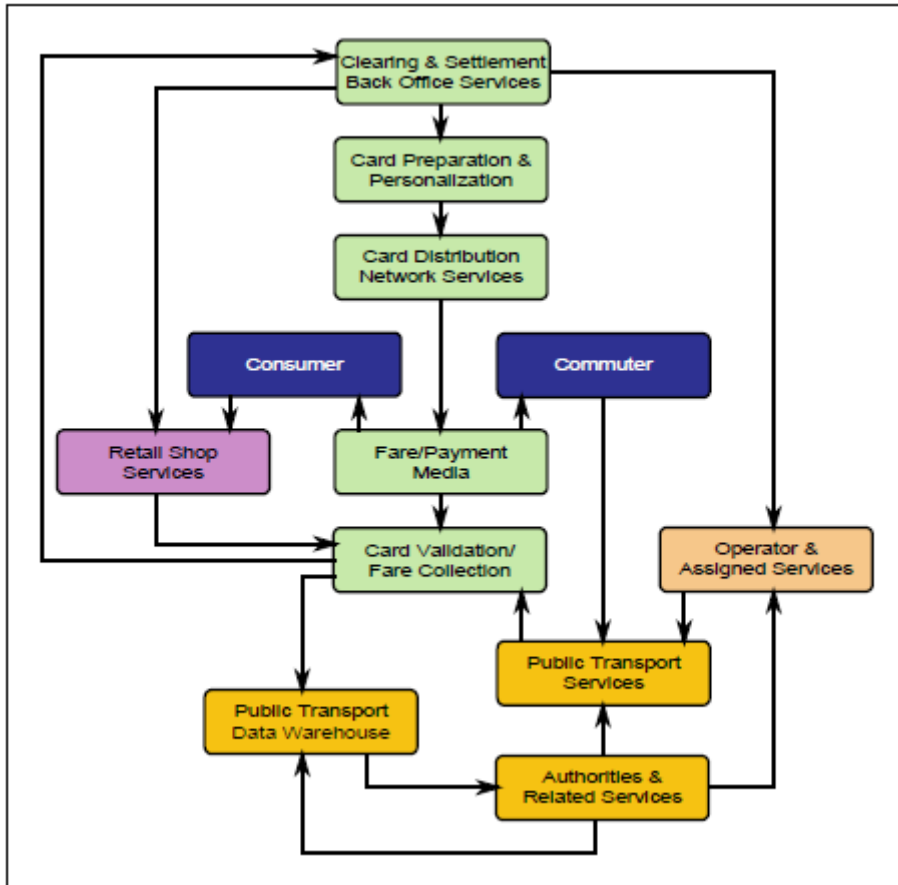 Clearing & Settlement
Back Office Services
Card Preparation &
Personalization
Card Distribution
Network Services
Consumer
Commuter
Retail Shop
Services
Fare/Payment
Media
Card Validation/
Fare Collection
Operator &
Assigned Services
Public Transport
Services
Public Transport
Data Warehouse
Authorities &
Related Services